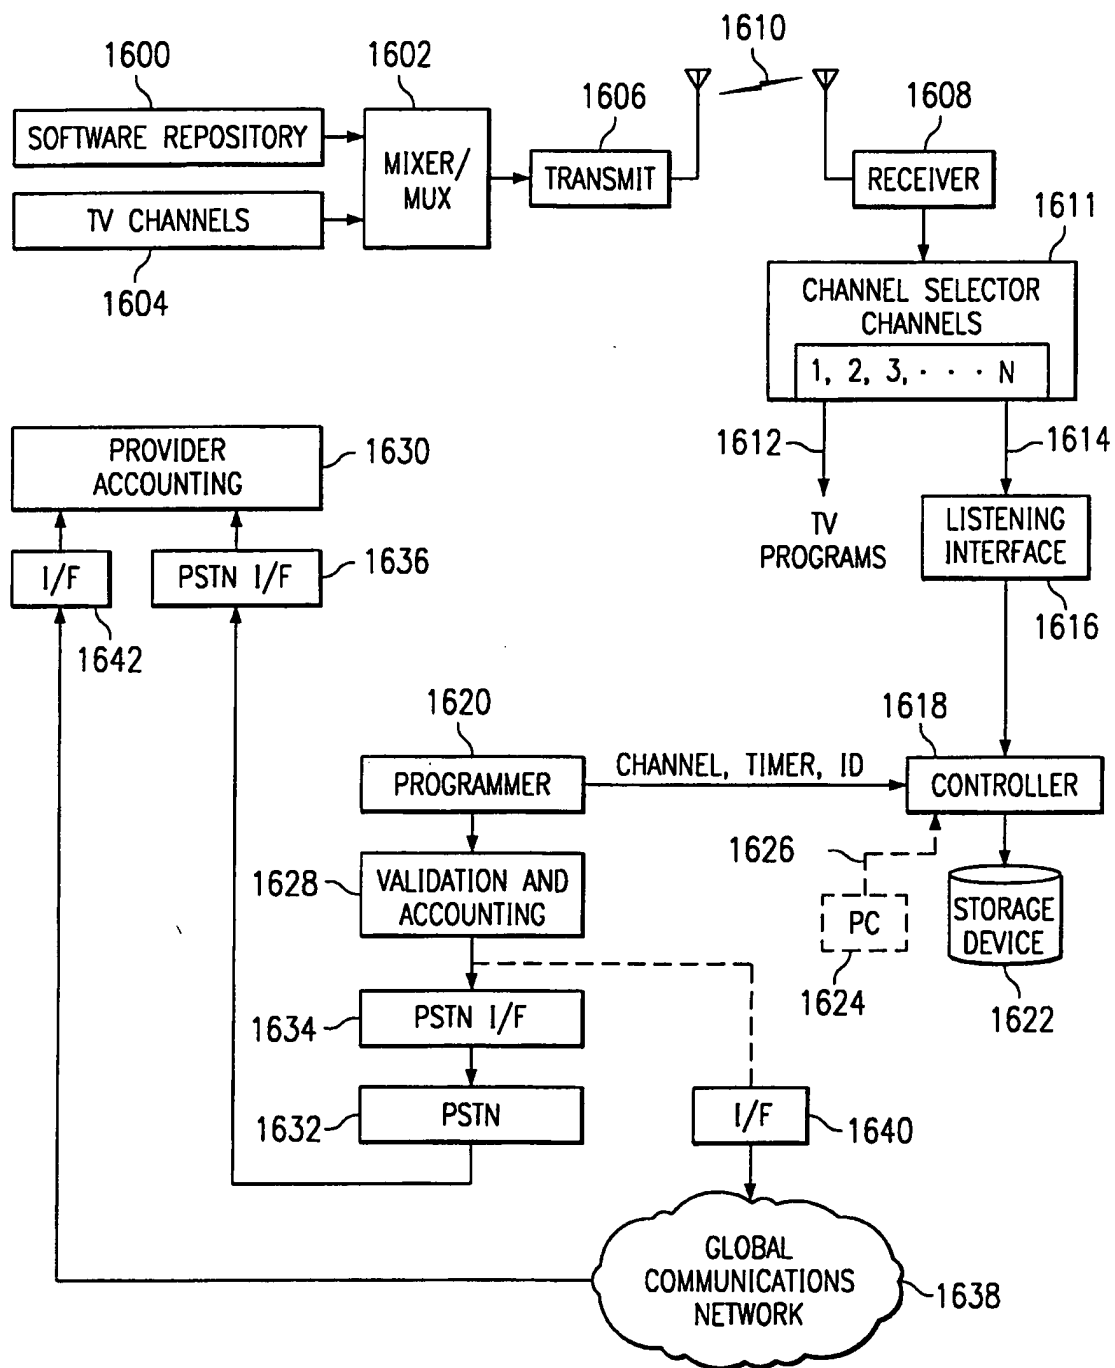 1600
SOFTWARE REPOSITORY
1602
MIXER/
MUX
TV CHANNELS
1604
1606
TRANSMIT
1610
1608
RECEIVER
1611
CHANNEL SELECTOR
CHANNELS
1, 2, 3, · · · N
1612
1614
TV
PROGRAMS
LISTENING
INTERFACE
1616
PROVIDER
ACCOUNTING
1630
I/F
1642
PSTN I/F
1636
1620
PROGRAMMER
CHANNEL, TIMER, ID
1618
CONTROLLER
1628
VALIDATION AND
ACCOUNTING
1626
PC
1624
STORAGE
DEVICE
1622
1634
PSTN I/F
1632
PSTN
I/F
1640
GLOBAL
COMMUNICATIONS
NETWORK
1638